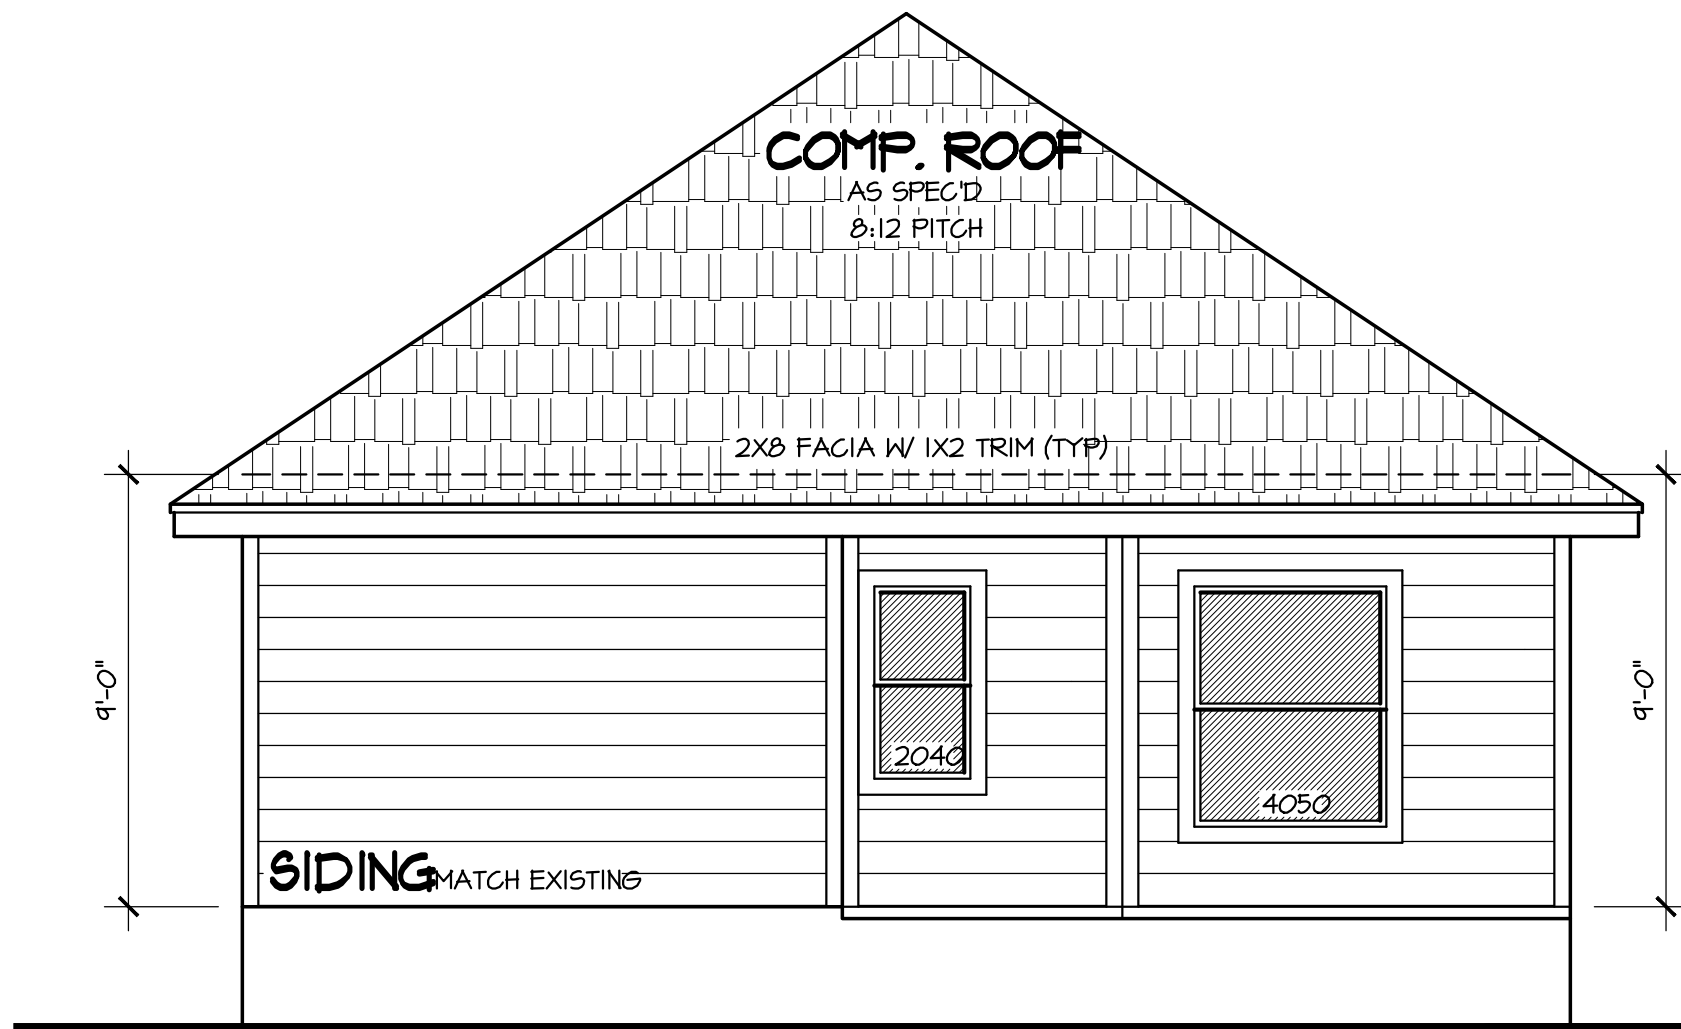 COMP. ROOF
AS SPEC'D
8:12 PITCH
2X8 FACIA W/ 1X2 TRIM (TYP)
9'-0"
9'-0"
2040
4050
SIDING MATCH EXISTING